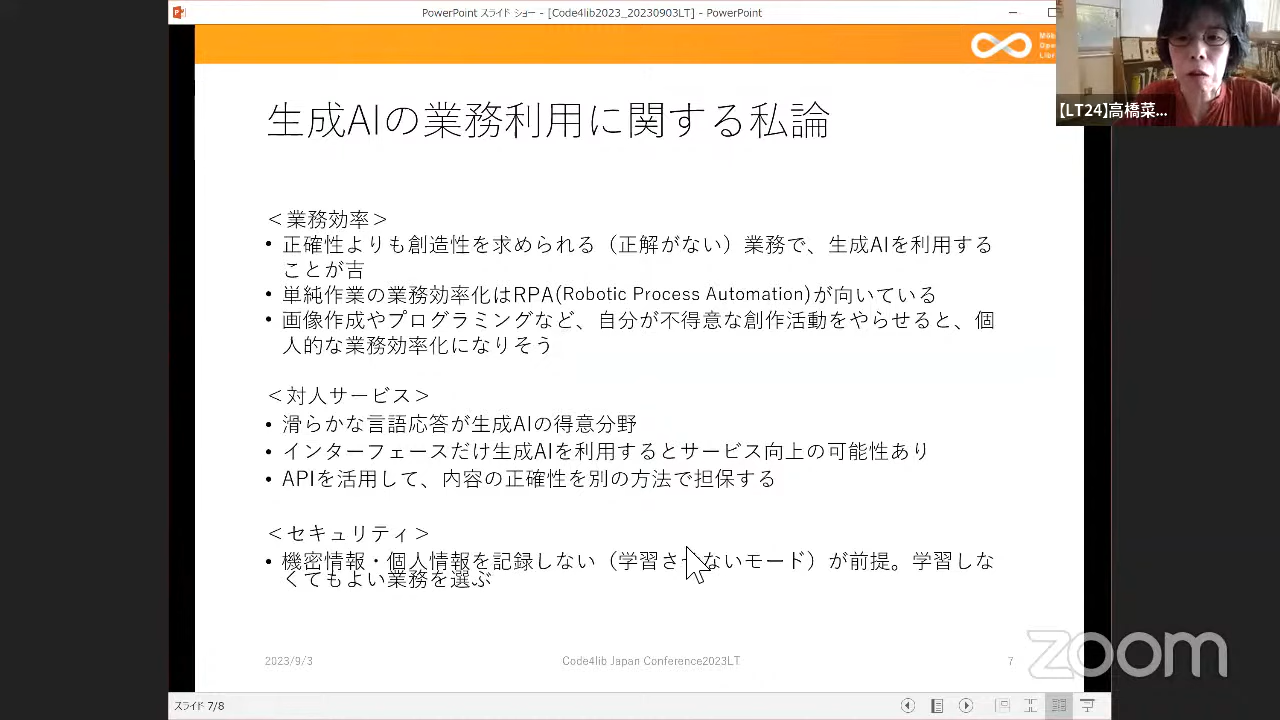 PowerPoint スライド ショー - [Code4lib2023_20230903LT] - PowerPoint
【LT24】高橋菜...
生成AIの業務利用に関する私論
＜業務効率＞
• 正確性よりも創造性を求められる（正解がない）業務で、生成AIを利用する
ことが吉
• 単純作業の業務効率化はRPA(Robotic Process Automation)が向いている
• 画像作成やプログラミングなど、自分が不得意な創作活動をやらせると、個
人的な業務効率化になりそう
＜対人サービス＞
• 滑らかな言語応答が生成AIの得意分野
• インターフェースだけ生成AIを利用するとサービス向上の可能性あり
• APIを活用して、内容の正確性を別の方法で担保する
＜セキュリティ＞
• 機密情報・個人情報を記録しない（学習させないモード）が前提。学習しな
くてもよい業務を選ぶ
2023/9/3
Code4lib Japan Conference2023LT
7
zoom
スライド 7/8